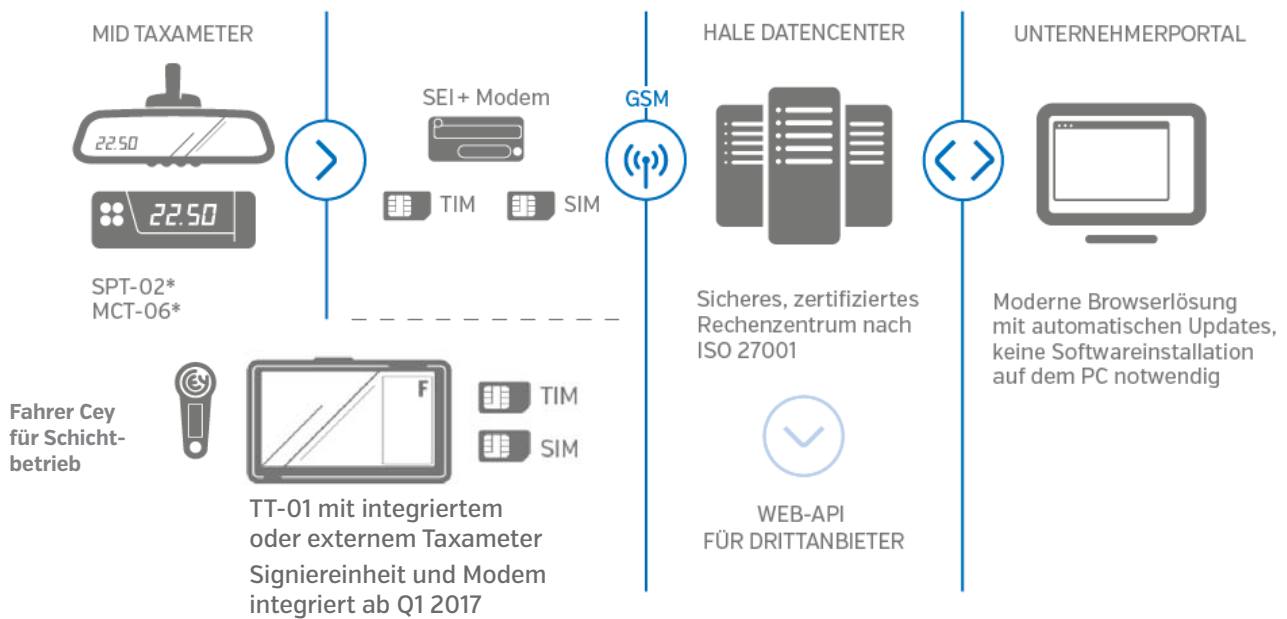 MID TAXAMETER
22.50
22.50
SPT-02*
MCT-06*
SEI + Modem
TIM
SIM
GSM
HALE DATENCENTER
Sicheres, zertifiziertes
Rechenzentrum nach
ISO 27001
WEB-API
FÜR DRITTANBIETER
UNTERNEHMERPORTAL
Moderne Browserlösung
mit automatischen Updates,
keine Softwareinstallation
auf dem PC notwendig
Fahrer Cey
für Schicht-
betrieb
Cey
F
TIM
SIM
TT-01 mit integriertem
oder externem Taxameter
Signiereinheit und Modem
integriert ab Q1 2017